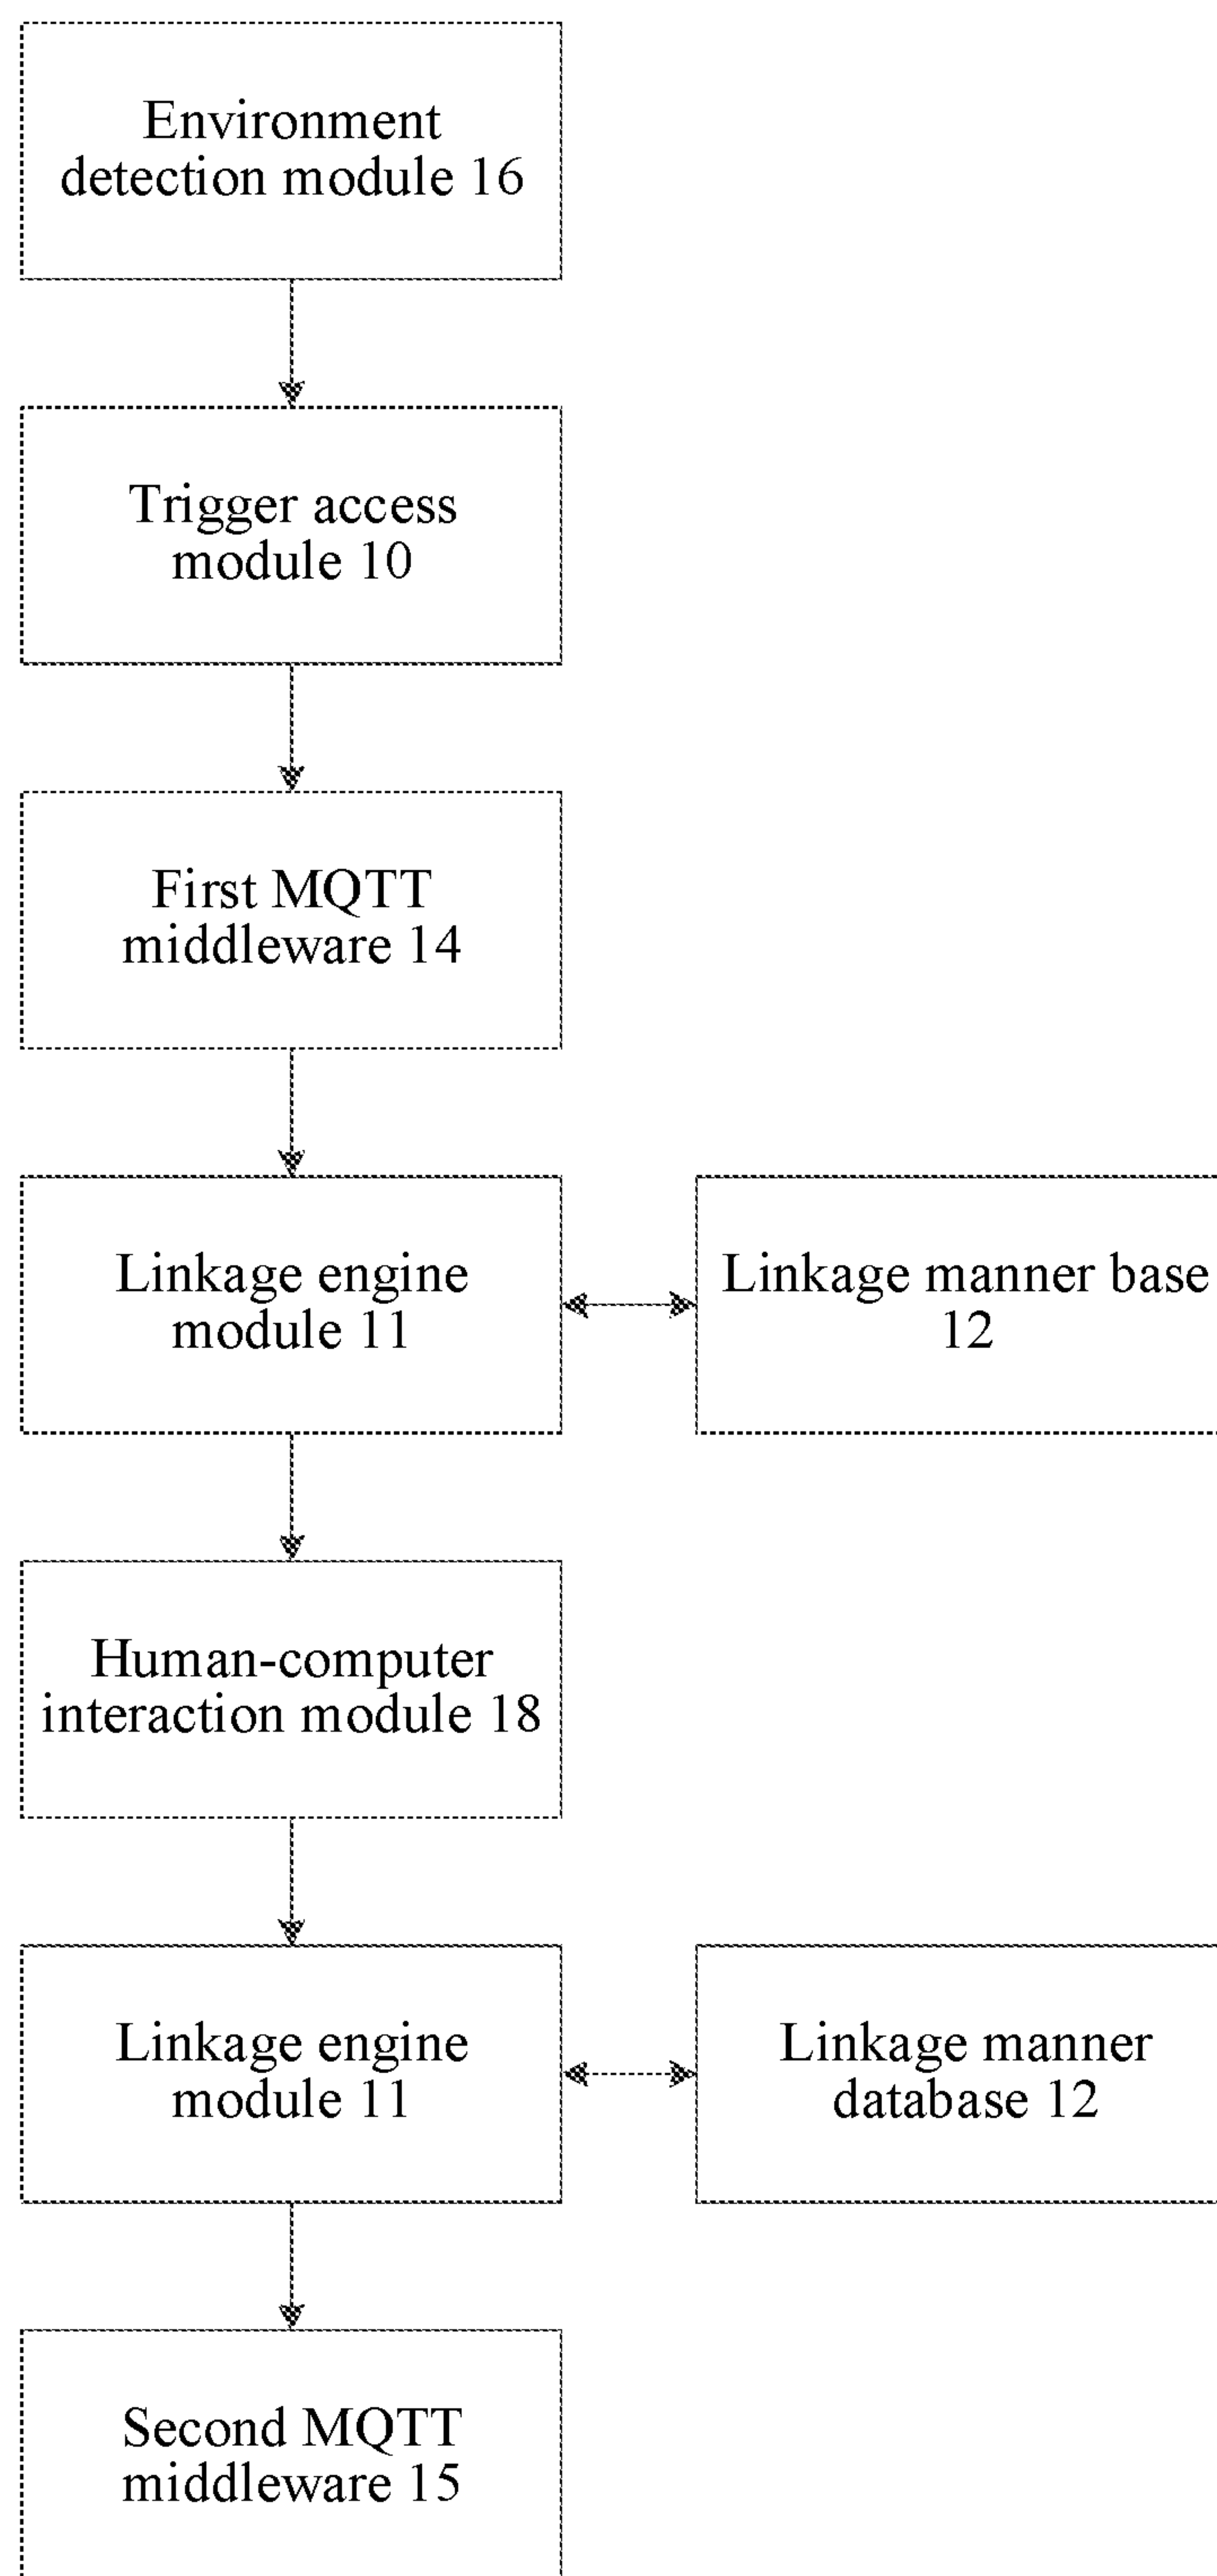 Environment
detection module 16
Trigger access
module 10
First MQTT
middleware 14
Linkage engine
module 11
Linkage manner base
12
Human-computer
interaction module 18
Linkage engine
module 11
Linkage manner
database 12
Second MQTT
middleware 15